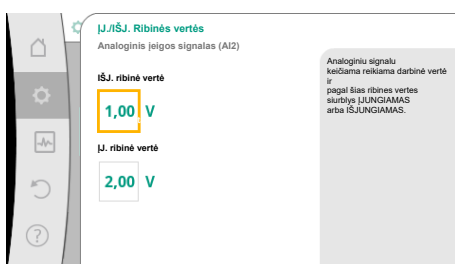 ĮJ./IŠJ. Ribinės vertės
Analoginis įeigos signalas (AI2)
IŠJ. ribinė vertė
1,00 V
ĮJ. ribinė vertė
2,00 V
Analoginiu signalu
keičiama reikiama darbinė vertė
ir
pagal šias ribines vertes
siurblys ĮJUNGIAMAS
arba IŠJUNGIAMAS.
?